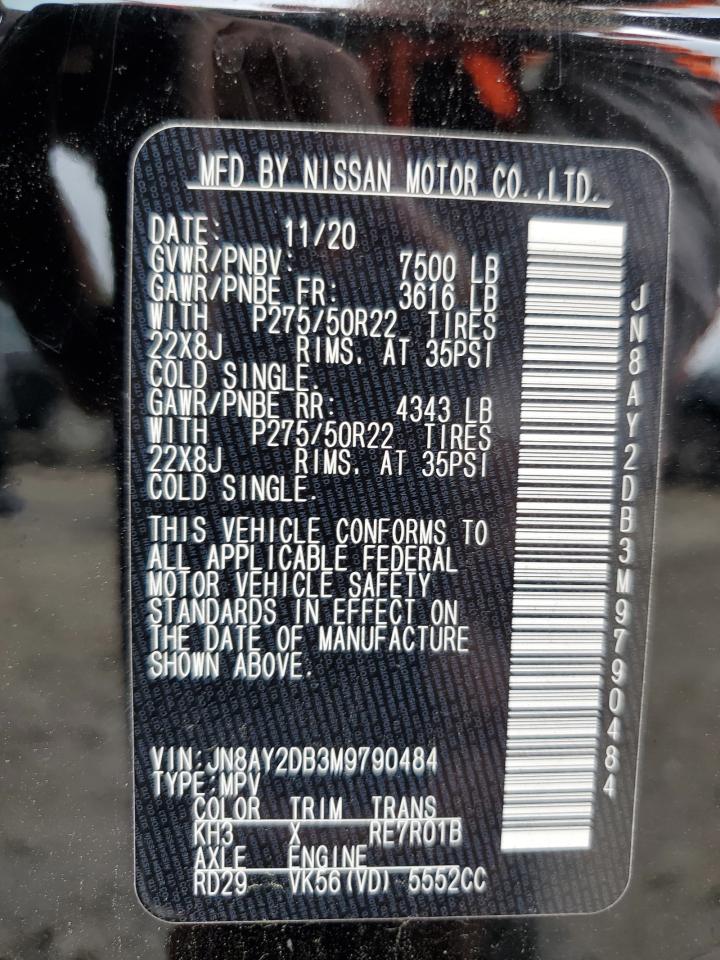 MFD BY NISSAN MOTOR CO.,LTD.
DATE: 11/20
GVWR/PNBV: 7500 LB
GAWR/PNBE FR: 3616 LB
WITH P275/50R22 TIRES
22X8J RIMS. AT 35PSI
COLD SINGLE.
GAWR/PNBE RR: 4343 LB
WITH P275/50R22 TIRES
22X8J RIMS. AT 35PSI
COLD SINGLE.
THIS VEHICLE CONFORMS TO
ALL APPLICABLE FEDERAL
MOTOR VEHICLE SAFETY
STANDARDS IN EFFECT ON
THE DATE OF MANUFACTURE
SHOWN ABOVE.
VIN:JN8AY2DB3M9790484
TYPE:MPV
COLOR TRIM TRANS
KH3 X RE7R01B
AXLE ENGINE
RD29 VK56(VD) 5552CC
JN8AY2DB3M9790484